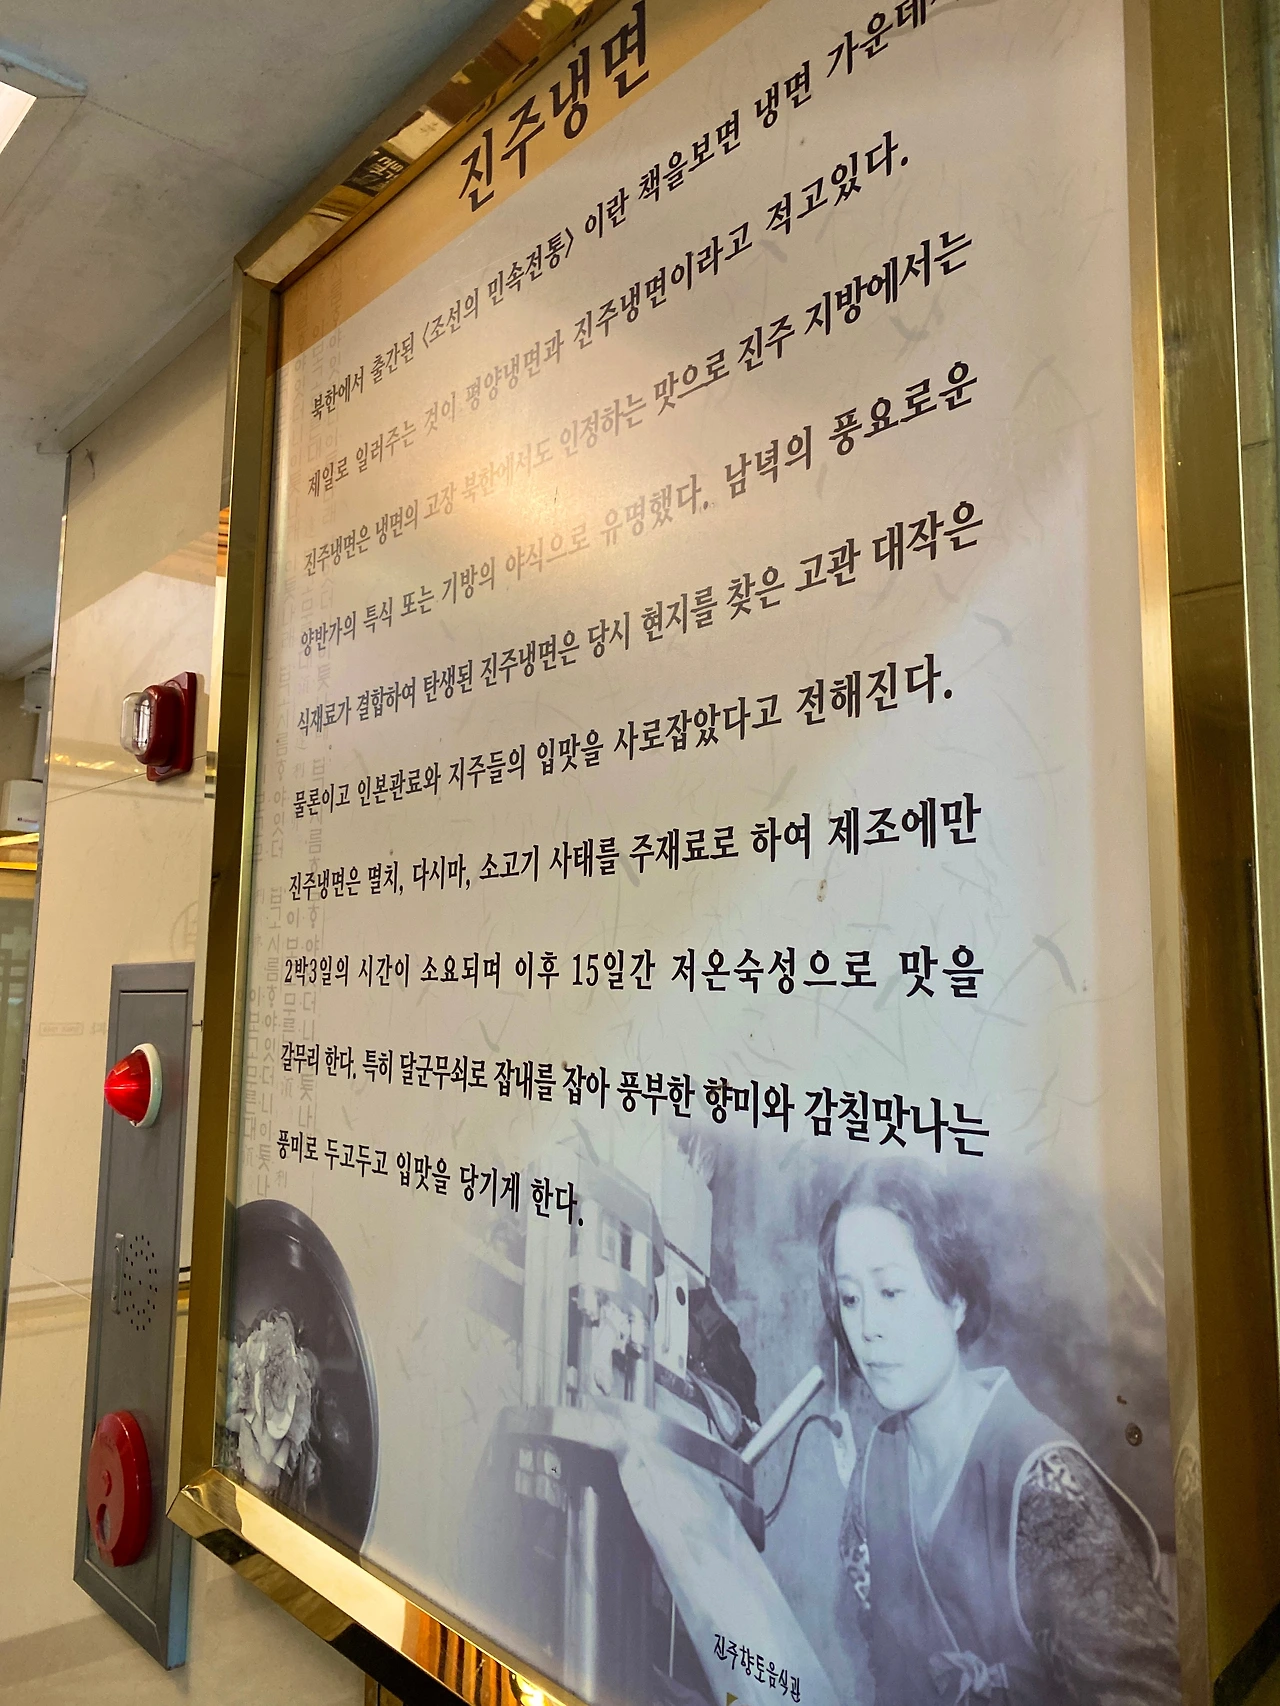 진주냉면
북한에서 출간된 <조선의 민속전통> 이란 책을보면 냉면 가운데
제일로 일러주는 것이 평양냉면과 진주냉면이라고 적고있다.
진주냉면은 냉면의 고장 북한에서도 인정하는 맛으로 진주 지방에서는
양반가의 특식 또는 기방의 야식으로 유명했다. 남녁의 풍요로운
식재료가 결합하여 탄생된 진주냉면은 당시 현지를 찾은 고관 대작은
물론이고 인본관료와 지주들의 입맛을 사로잡았다고 전해진다.
진주냉면은 멸치, 다시마, 소고기 사태를 주재료로 하여 제조에만
2박3일의 시간이 소요되며 이후 15일간 저온숙성으로 맛을
갈무리 한다. 특히 달군무쇠로 잡내를 잡아 풍부한 향미와 감칠맛나는
풍미로 두고두고 입맛을 당기게 한다.
진주향토음식관